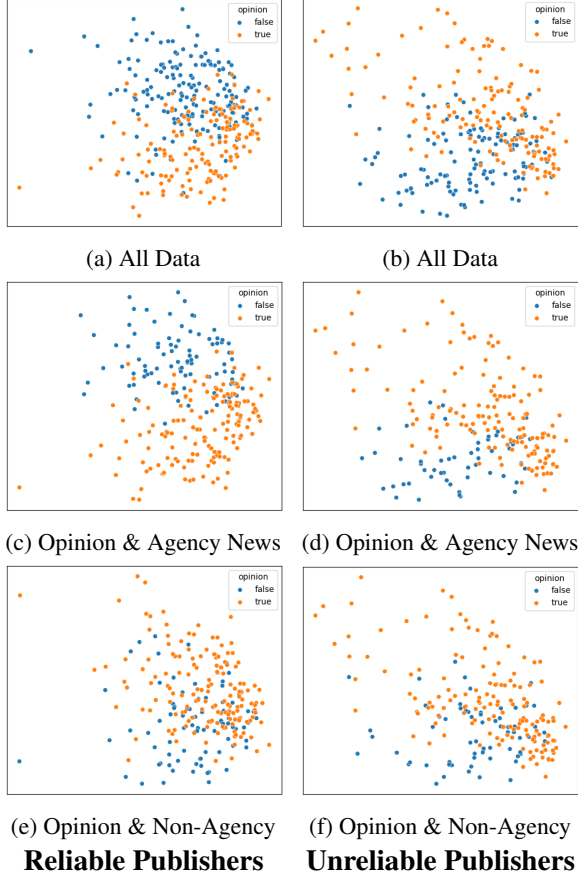 opinion
false
true
opinion
false
true
(a) All Data
(b) All Data
opinion
false
true
opinion
false
true
(c) Opinion & Agency News
(d) Opinion & Agency News
opinion
false
true
opinion
false
true
(e) Opinion & Non-Agency
(f) Opinion & Non-Agency
Reliable Publishers
Unreliable Publishers